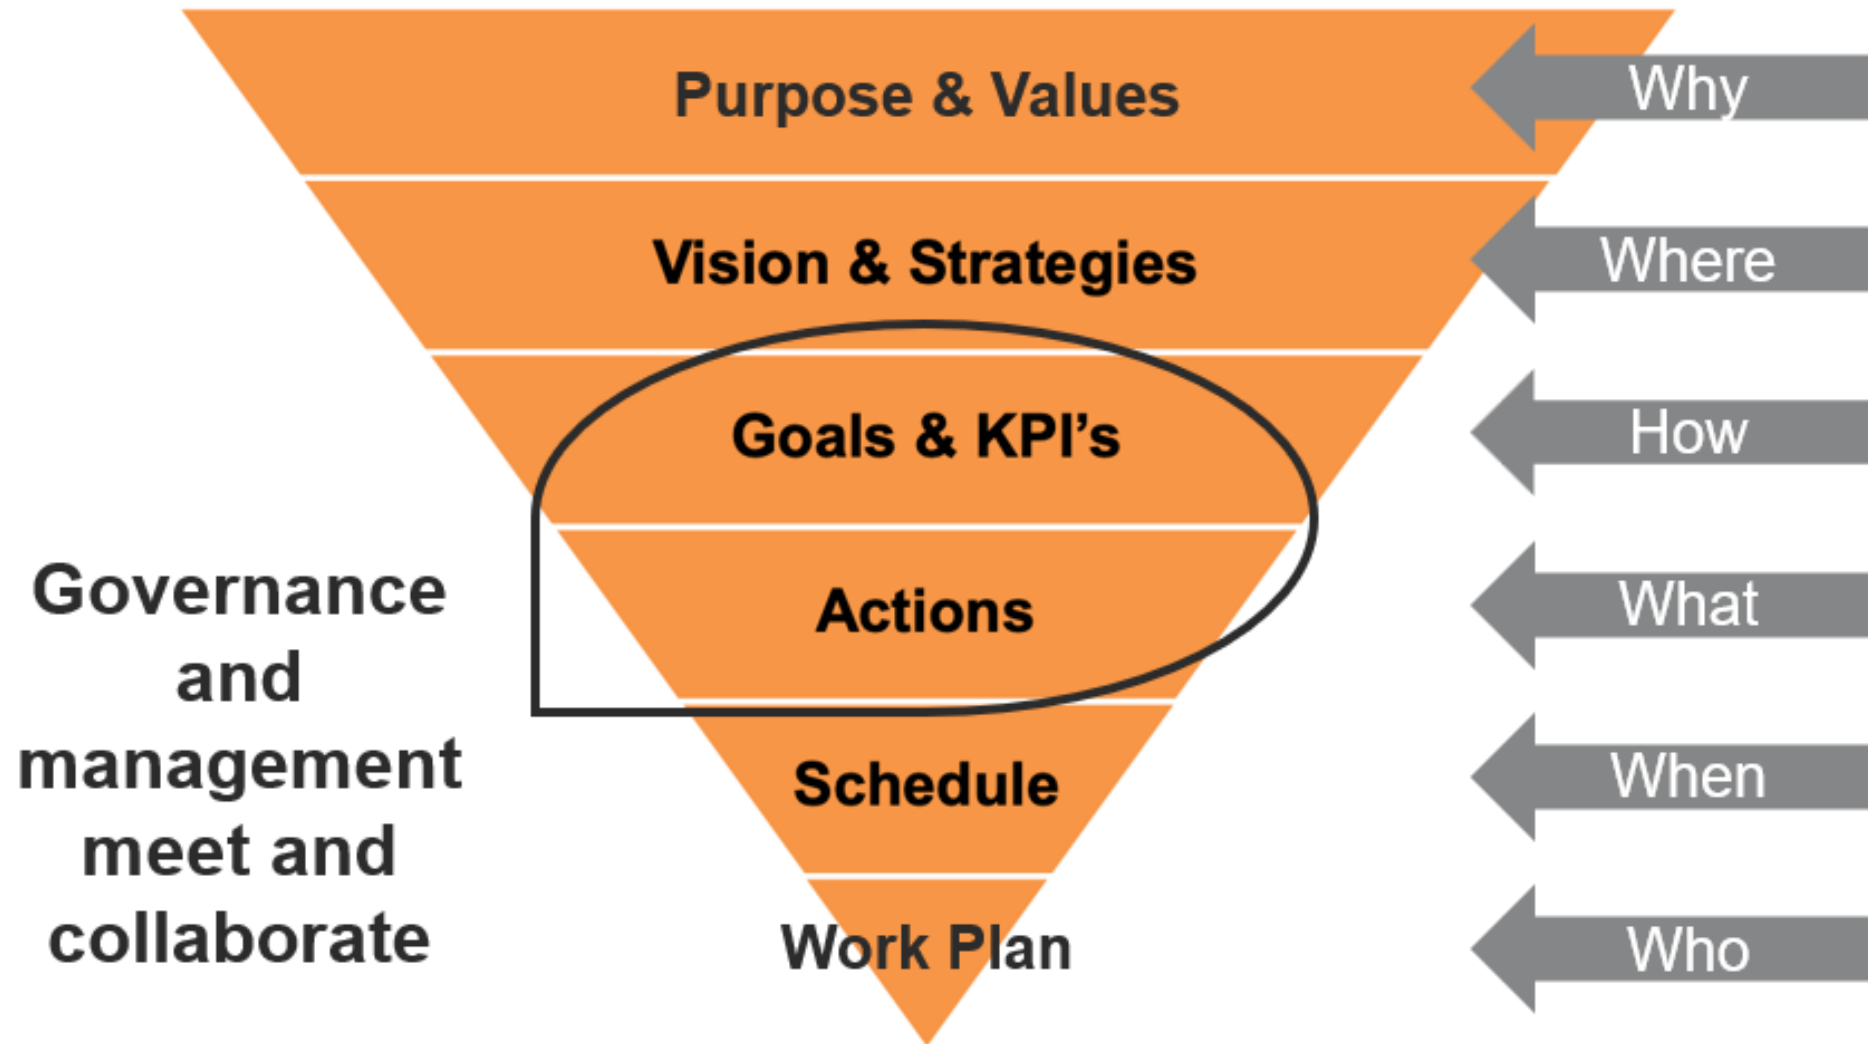 Purpose & Values
Why
Vision & Strategies
Where
Goals & KPI’s
How
Actions
What
Schedule
When
Work Plan
Who
Governance
and
management
meet and
collaborate